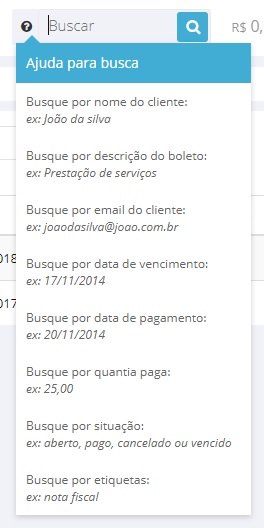 ? Buscar R$ 0,
Ajuda para busca
Busque por nome do cliente:
ex: João da silva
Busque por descrição do boleto:
ex: Prestação de serviços
Busque por email do cliente:
ex: joaodasilva@joao.com.br
018
Busque por data de vencimento:
ex: 17/11/2014
017
Busque por data de pagamento:
ex: 20/11/2014
Busque por quantia paga:
ex: 25,00
Busque por situação:
ex: aberto, pago, cancelado ou vencido
Busque por etiquetas:
ex: nota fiscal